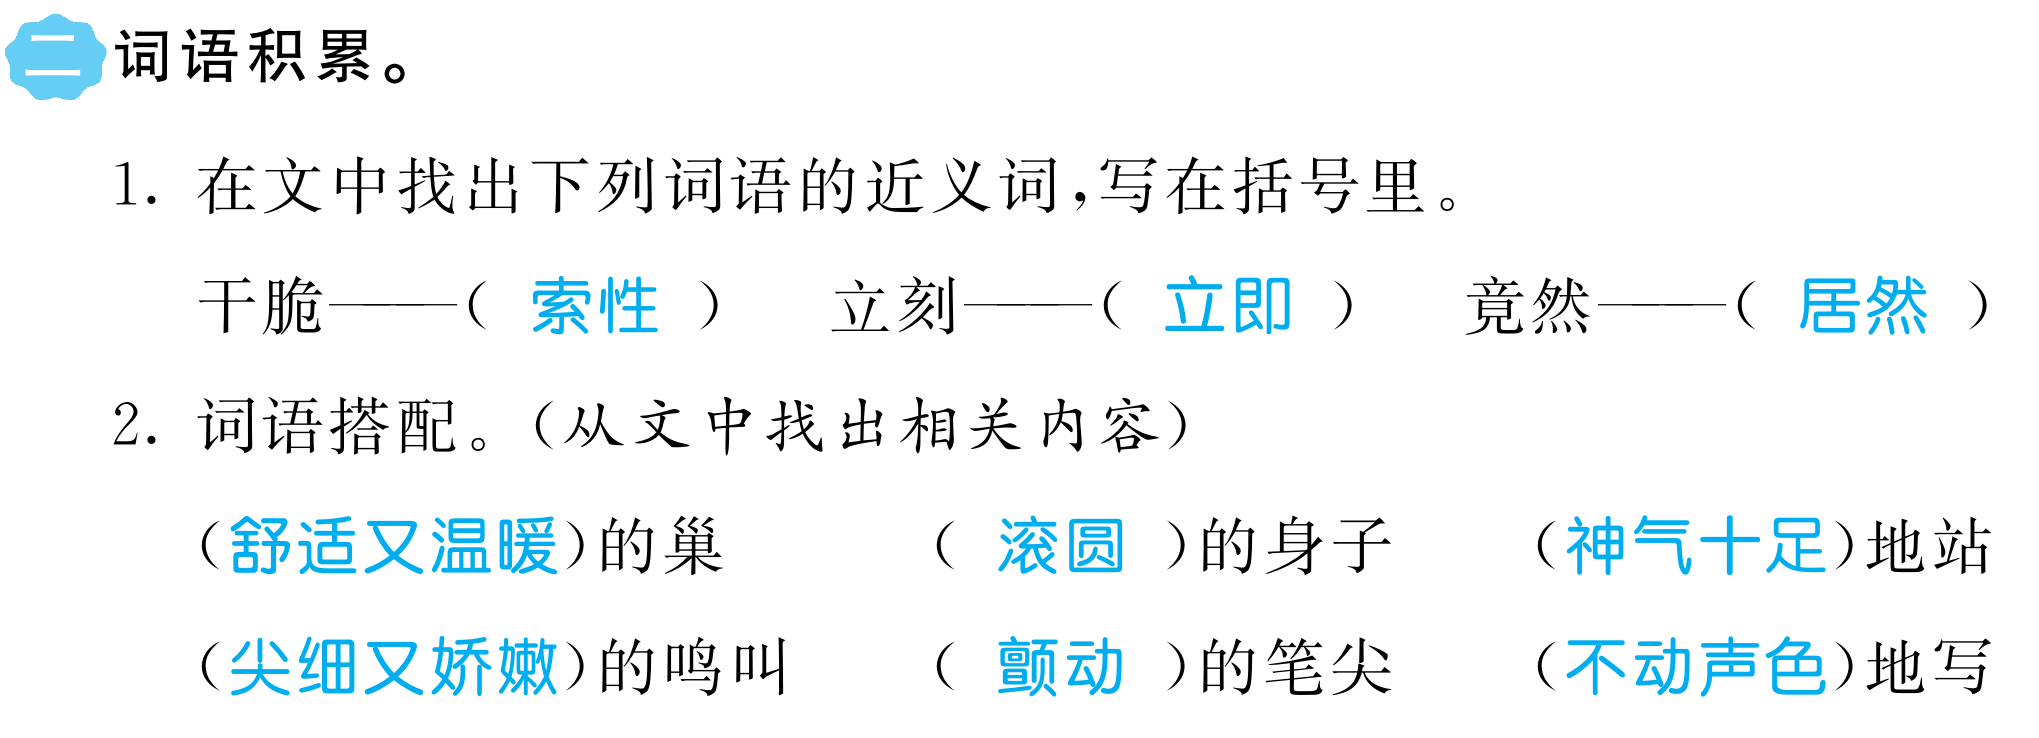 二 词语积累。
1. 在文中找出下列词语的近义词,写在括号里。
干脆——( 索性 ) 立刻——( 立即 ) 竟然——( 居然 )
2. 词语搭配。(从文中找出相关内容)
(舒适又温暖)的巢 ( 滚圆 )的身子 (神气十足)地站
(尖细又娇嫩)的鸣叫 ( 颤动 )的笔尖 (不动声色)地写